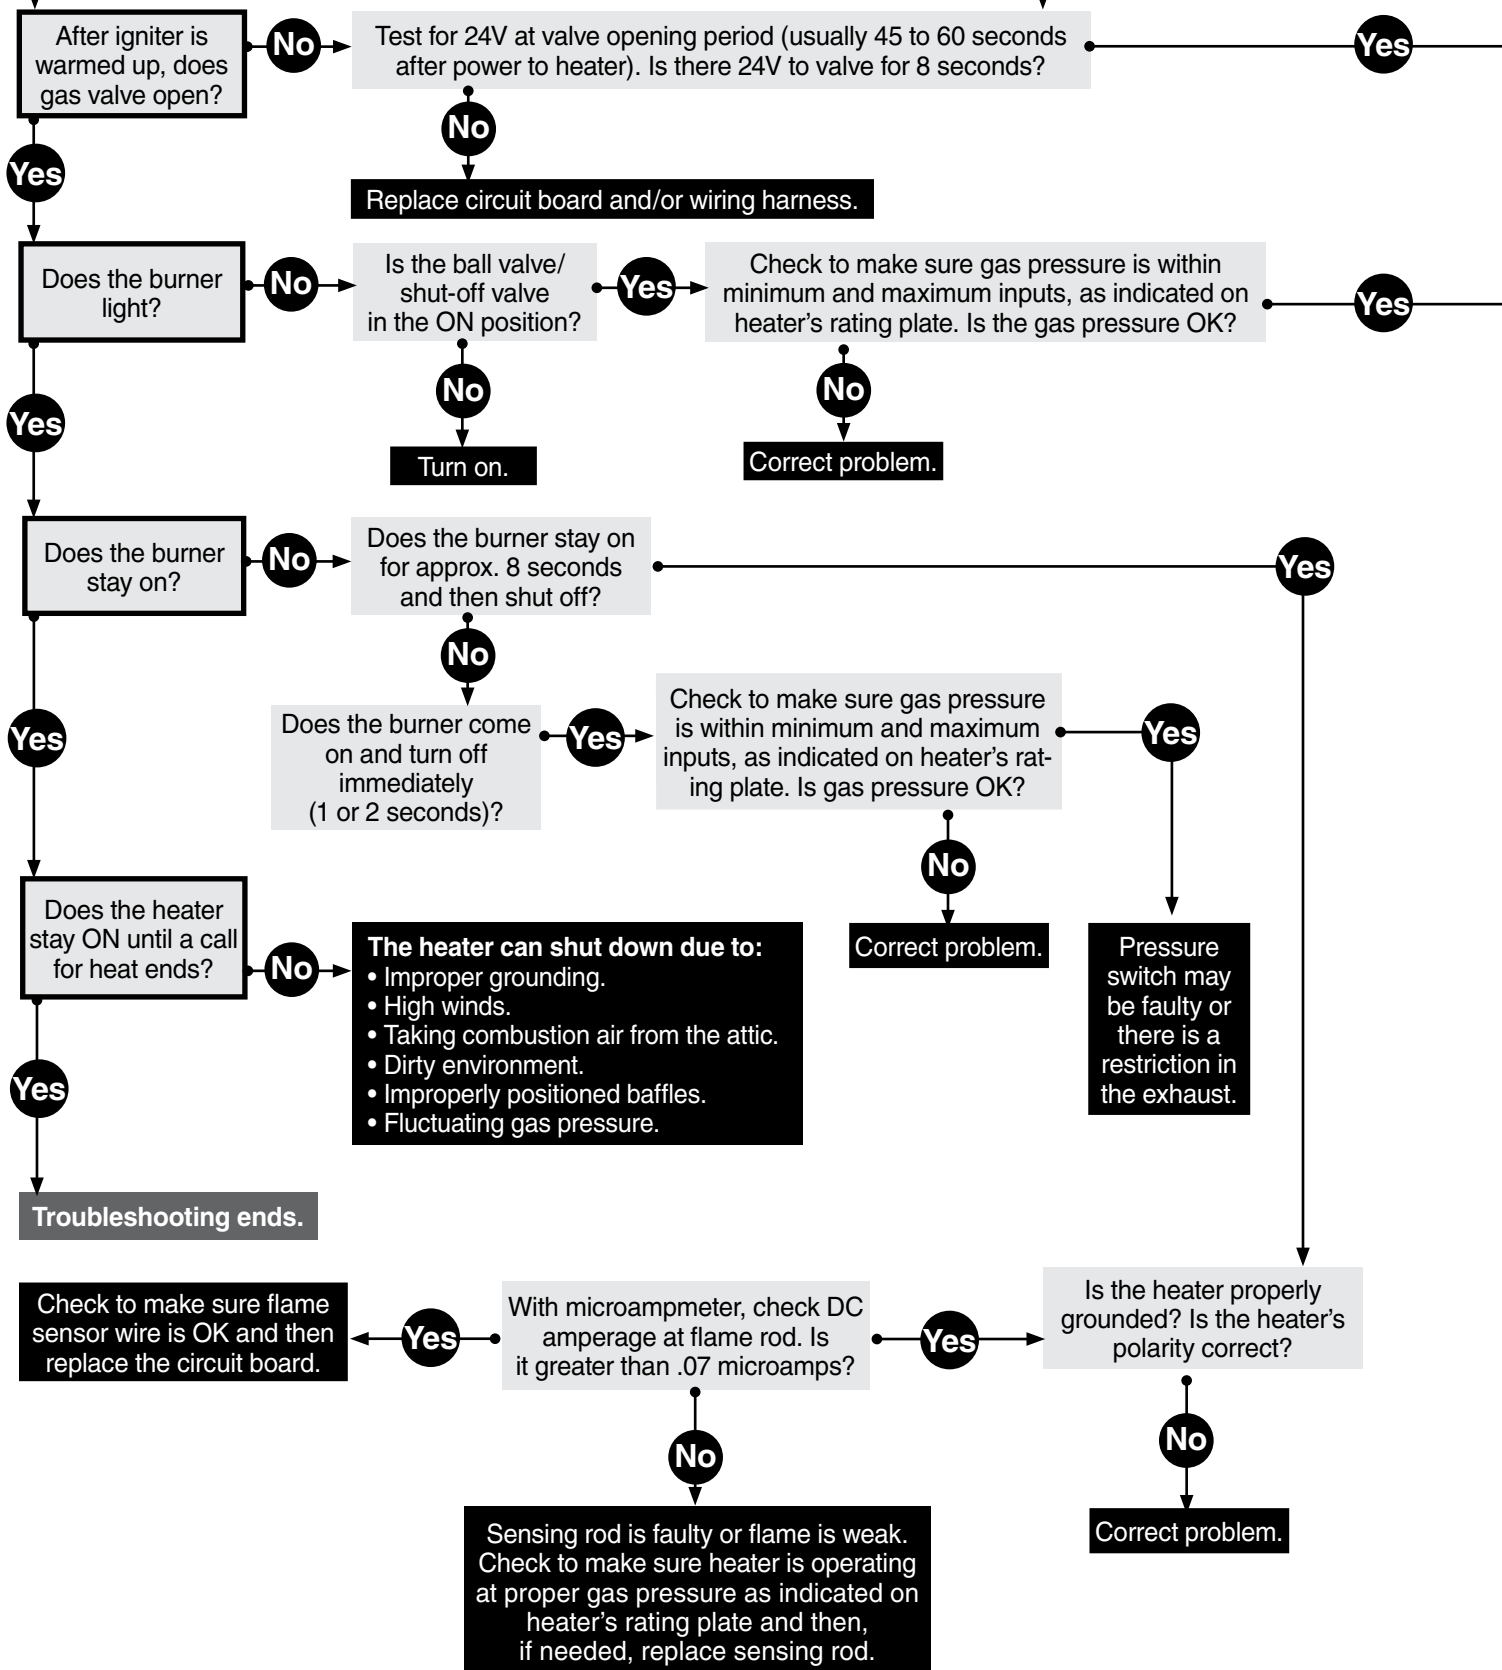 After igniter is
warmed up, does
gas valve open?
No
Test for 24V at valve opening period (usually 45 to 60 seconds
after power to heater). Is there 24V to valve for 8 seconds?
Yes
No
Yes
Replace circuit board and/or wiring harness.
Does the burner
light?
No
Is the ball valve/
shut-off valve
in the ON position?
Yes
Check to make sure gas pressure is within
minimum and maximum inputs, as indicated on
heater's rating plate. Is the gas pressure OK?
Yes
No
No
Yes
Turn on.
Correct problem.
Does the burner
stay on?
No
Does the burner stay on
for approx. 8 seconds
and then shut off?
Yes
No
Does the burner come
on and turn off
immediately
(1 or 2 seconds)?
Yes
Check to make sure gas pressure
is within minimum and maximum
inputs, as indicated on heater's rat-
ing plate. Is gas pressure OK?
Yes
Yes
No
Correct problem.
Pressure
switch may
be faulty or
there is a
restriction in
the exhaust.
Does the heater
stay ON until a call
for heat ends?
No
The heater can shut down due to:
• Improper grounding.
• High winds.
• Taking combustion air from the attic.
• Dirty environment.
• Improperly positioned baffles.
• Fluctuating gas pressure.
Yes
Troubleshooting ends.
Check to make sure flame
sensor wire is OK and then
replace the circuit board.
Yes
With microampmeter, check DC
amperage at flame rod. Is
it greater than .07 microamps?
Yes
Is the heater properly
grounded? Is the heater's
polarity correct?
No
No
Sensing rod is faulty or flame is weak.
Check to make sure heater is operating
at proper gas pressure as indicated on
heater's rating plate and then,
if needed, replace sensing rod.
Correct problem.